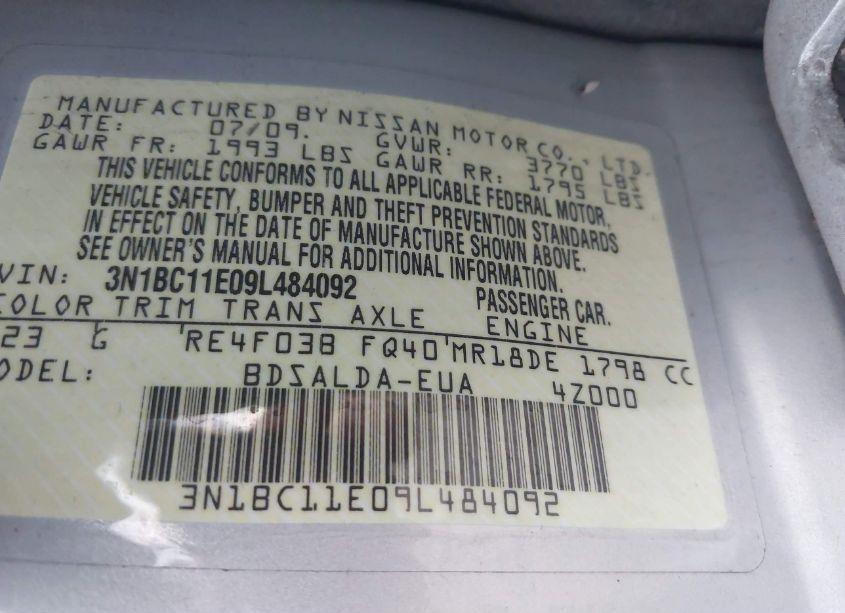 MANUFACTURED BY NISSAN MOTOR CO., LTD.
DATE: 07/09. GVWR: 3770 LBS
GAWR FR: 1993 LBS GAWR RR: 1795 LBS
THIS VEHICLE CONFORMS TO ALL APPLICABLE FEDERAL MOTOR
VEHICLE SAFETY, BUMPER AND THEFT PREVENTION STANDARDS
IN EFFECT ON THE DATE OF MANUFACTURE SHOWN ABOVE.
SEE OWNER'S MANUAL FOR ADDITIONAL INFORMATION.
VIN: 3N1BC11E09L484092 PASSENGER CAR.
COLOR TRIM TRANS AXLE ENGINE
23 G RE4F03B FQ40 MR18DE 1798 CC
ODEL: BDSALDA-EUA 4Z000
3N1BC11E09L484092